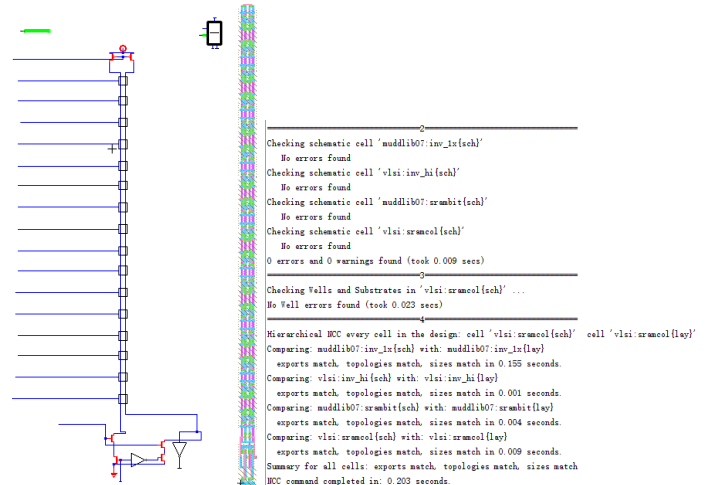 =================================2=================================
Checking schematic cell 'muddlib07:inv_1x{sch}'
No errors found
Checking schematic cell 'vlsi:inv_hi{sch}'
No errors found
Checking schematic cell 'muddlib07:srambit{sch}'
No errors found
Checking schematic cell 'vlsi:sramcol{sch}'
No errors found
0 errors and 0 warnings found (took 0.009 secs)
=================================3=================================
Checking Wells and Substrates in 'vlsi:sramcol{sch}' ...
No Well errors found (took 0.023 secs)
=================================4=================================
Hierarchical NCC every cell in the design: cell 'vlsi:sramcol{sch}' cell 'vlsi:sramcol{lay}'
Comparing: muddlib07:inv_1x{sch} with: muddlib07:inv_1x{lay}
exports match, topologies match, sizes match in 0.155 seconds.
Comparing: vlsi:inv_hi{sch} with: vlsi:inv_hi{lay}
exports match, topologies match, sizes match in 0.001 seconds.
Comparing: muddlib07:srambit{sch} with: muddlib07:srambit{lay}
exports match, topologies match, sizes match in 0.004 seconds.
Comparing: vlsi:sramcol{sch} with: vlsi:sramcol{lay}
exports match, topologies match, sizes match in 0.009 seconds.
Summary for all cells: exports match, topologies match, sizes match
NCC command completed in: 0.203 seconds.